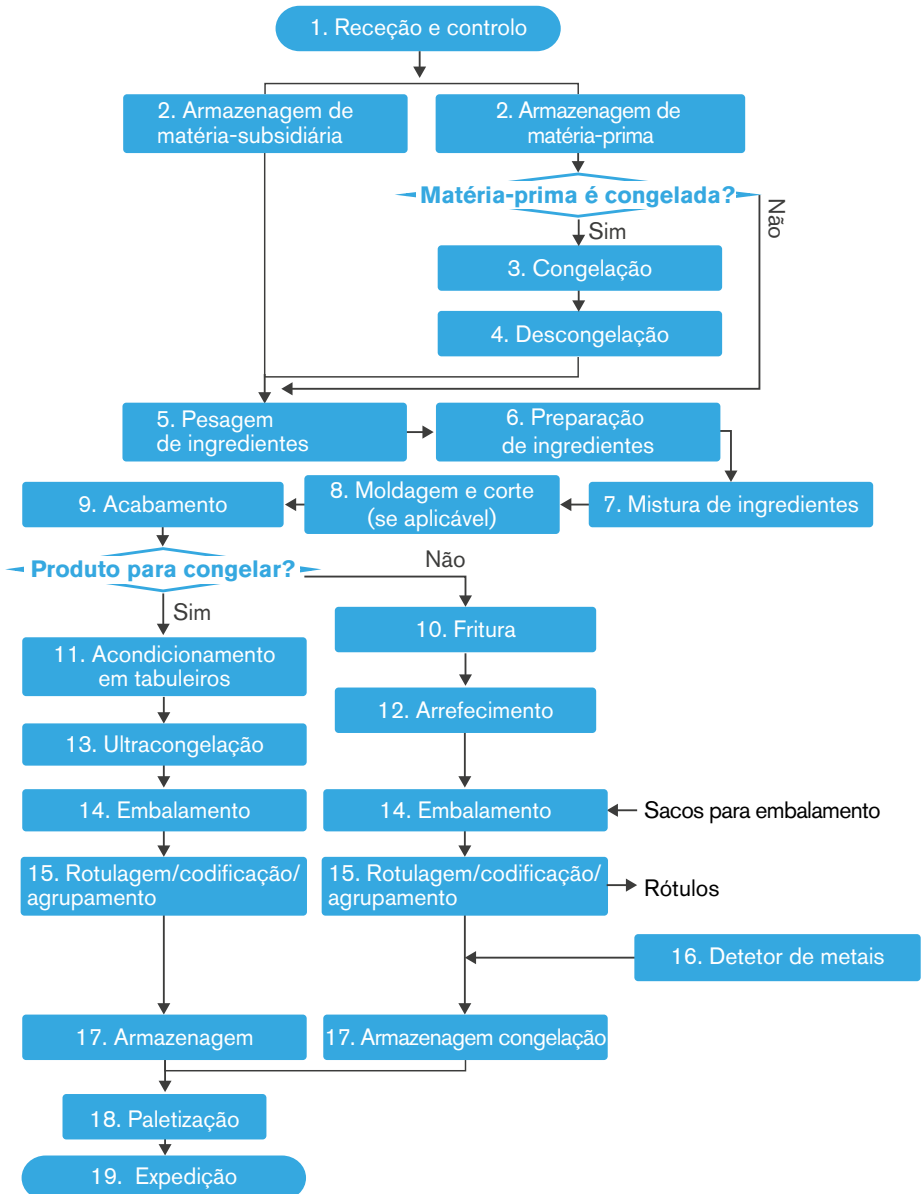 1. Receção e controlo
2. Armazenagem de
matéria-subsidiária
2. Armazenagem de
matéria-prima
Matéria-prima é congelada?
Não
Sim
3. Congelação
4. Descongelação
5. Pesagem
de ingredientes
6. Preparação
de ingredientes
7. Mistura de ingredientes
8. Moldagem e corte
(se aplicável)
9. Acabamento
Produto para congelar?
Não
Sim
10. Fritura
11. Acondicionamento
em tabuleiros
12. Arrefecimento
13. Ultracongelação
14. Embalamento
14. Embalamento
Sacos para embalamento
15. Rotulagem/codificação/
agrupamento
15. Rotulagem/codificação/
agrupamento
Rótulos
16. Detetor de metais
17. Armazenagem
17. Armazenagem congelação
18. Paletização
19. Expedição